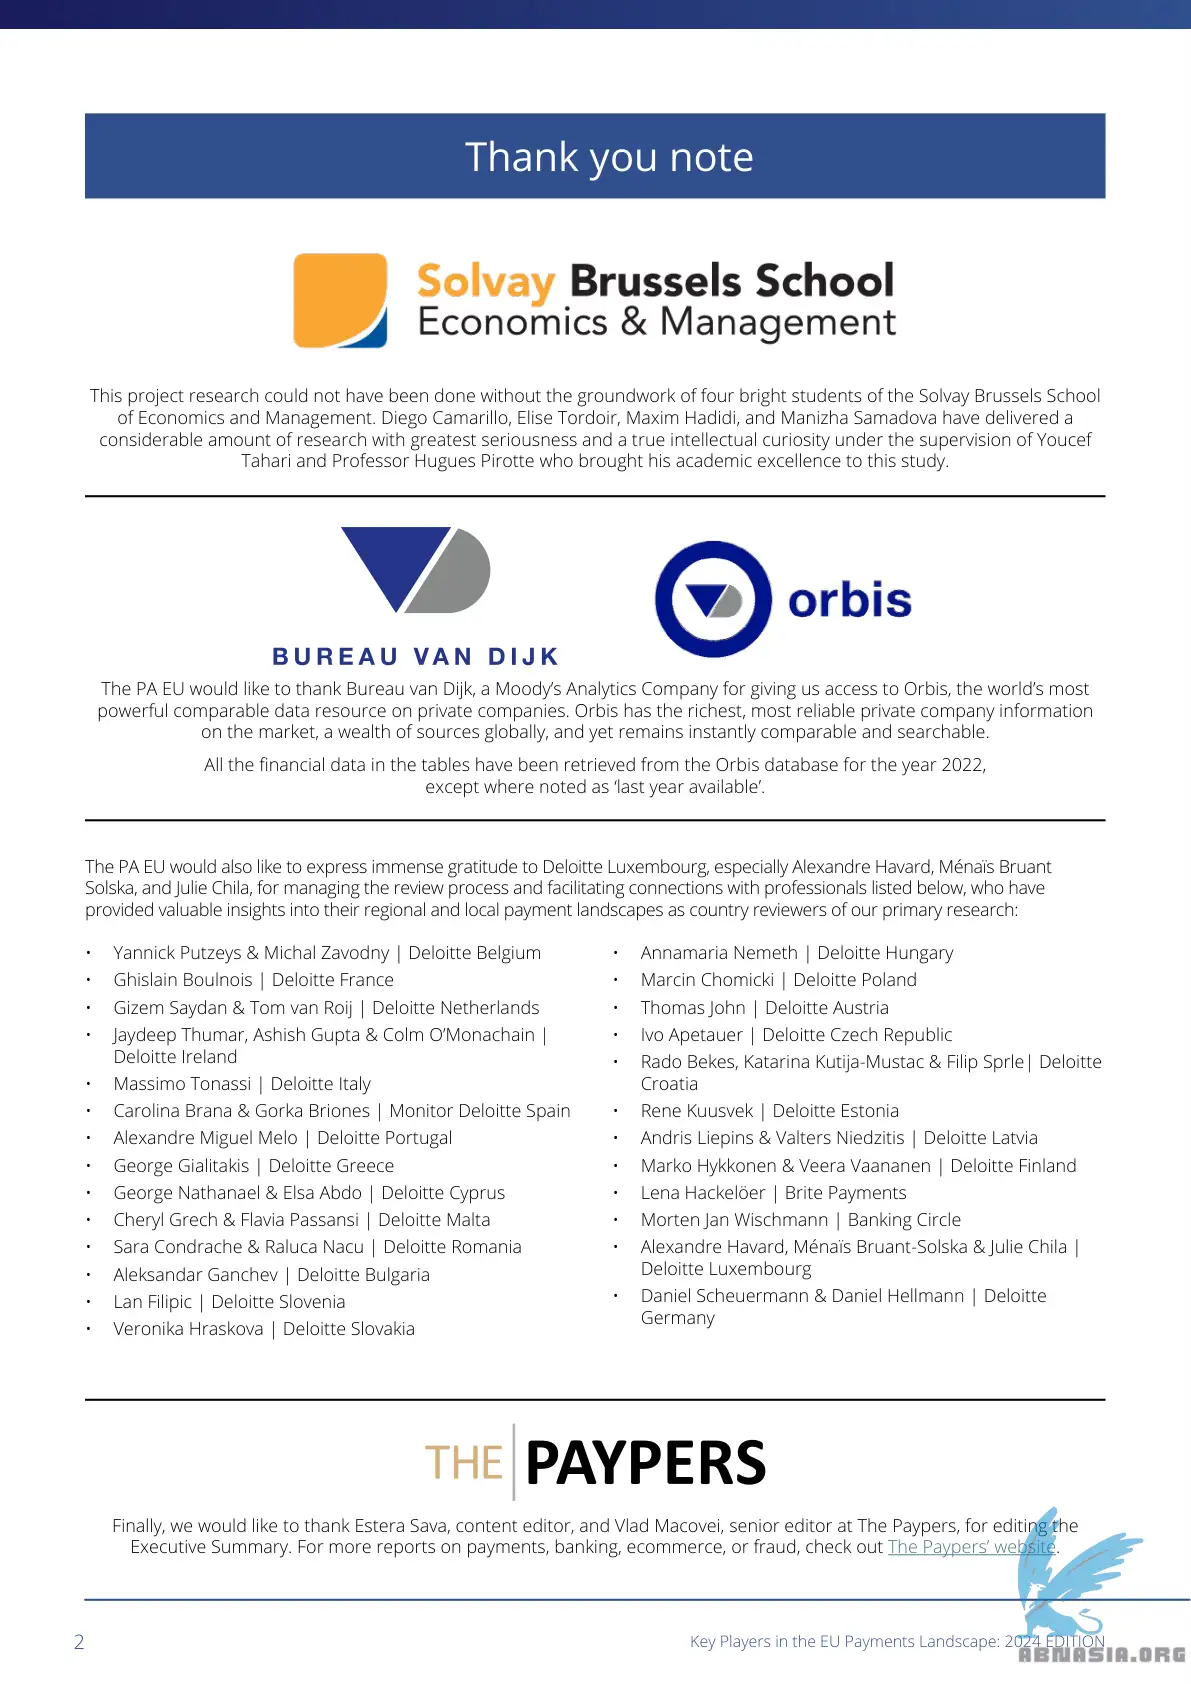 Thank you note
Solvay Brussels School
Economics & Management
This project research could not have been done without the groundwork of four bright students of the Solvay Brussels School
of Economics and Management. Diego Camarillo, Elise Tordoir, Maxim Hadidi, and Manizha Samadova have delivered a
considerable amount of research with greatest seriousness and a true intellectual curiosity under the supervision of Youcef
Tahari and Professor Hugues Pirotte who brought his academic excellence to this study.
BUREAU VAN DIJK
orbis
The PA EU would like to thank Bureau van Dijk, a Moody’s Analytics Company for giving us access to Orbis, the world’s most
powerful comparable data resource on private companies. Orbis has the richest, most reliable private company information
on the market, a wealth of sources globally, and yet remains instantly comparable and searchable.
All the financial data in the tables have been retrieved from the Orbis database for the year 2022,
except where noted as ‘last year available’.
The PA EU would also like to express immense gratitude to Deloitte Luxembourg, especially Alexandre Havard, Ménaïs Bruant
Solska, and Julie Chila, for managing the review process and facilitating connections with professionals listed below, who have
provided valuable insights into their regional and local payment landscapes as country reviewers of our primary research:
• Yannick Putzeys & Michal Zavodny | Deloitte Belgium
• Ghislain Boulnois | Deloitte France
• Gizem Saydan & Tom van Roij | Deloitte Netherlands
• Jaydeep Thumar, Ashish Gupta & Colm O’Monachain |
Deloitte Ireland
• Massimo Tonassi | Deloitte Italy
• Carolina Brana & Gorka Briones | Monitor Deloitte Spain
• Alexandre Miguel Melo | Deloitte Portugal
• George Gialitakis | Deloitte Greece
• George Nathanael & Elsa Abdo | Deloitte Cyprus
• Cheryl Grech & Flavia Passansi | Deloitte Malta
• Sara Condrache & Raluca Nacu | Deloitte Romania
• Aleksandar Ganchev | Deloitte Bulgaria
• Lan Filipic | Deloitte Slovenia
• Veronika Hraskova | Deloitte Slovakia
• Annamaria Nemeth | Deloitte Hungary
• Marcin Chomicki | Deloitte Poland
• Thomas John | Deloitte Austria
• Ivo Apetauer | Deloitte Czech Republic
• Rado Bekes, Katarina Kutija-Mustac & Filip Sprle| Deloitte
Croatia
• Rene Kuusvek | Deloitte Estonia
• Andris Liepins & Valters Niedzitis | Deloitte Latvia
• Marko Hykkonen & Veera Vaananen | Deloitte Finland
• Lena Hackelöer | Brite Payments
• Morten Jan Wischmann | Banking Circle
• Alexandre Havard, Ménaïs Bruant-Solska & Julie Chila |
Deloitte Luxembourg
• Daniel Scheuermann & Daniel Hellmann | Deloitte
Germany
THE | PAYPERS
Finally, we would like to thank Estera Sava, content editor, and Vlad Macovei, senior editor at The Paypers, for editing the
Executive Summary. For more reports on payments, banking, ecommerce, or fraud, check out The Paypers’ website.
2
Key Players in the EU Payments Landscape: 2024 EDITION
ABNASIA.ORG